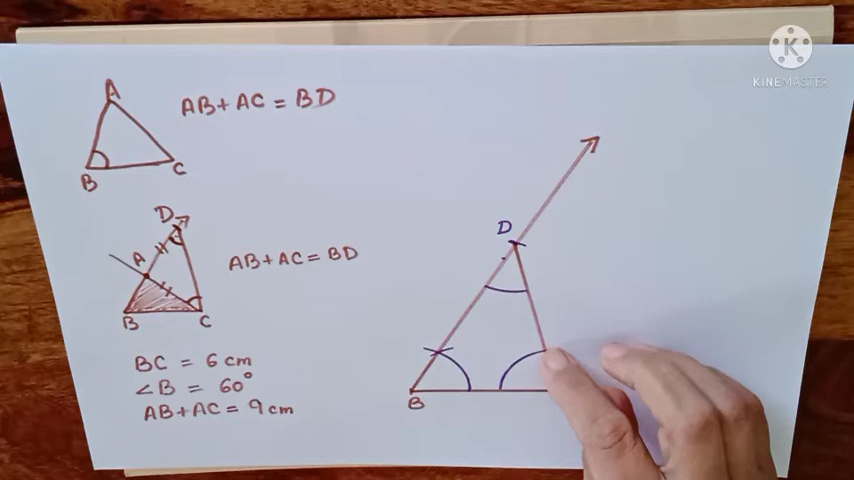 A
AB+AC = BD
B
C
D
A
AB+AC = BD
B
C
BC = 6 cm
∠B = 60°
AB+AC = 9 cm
D
B
K
KINEMASTER